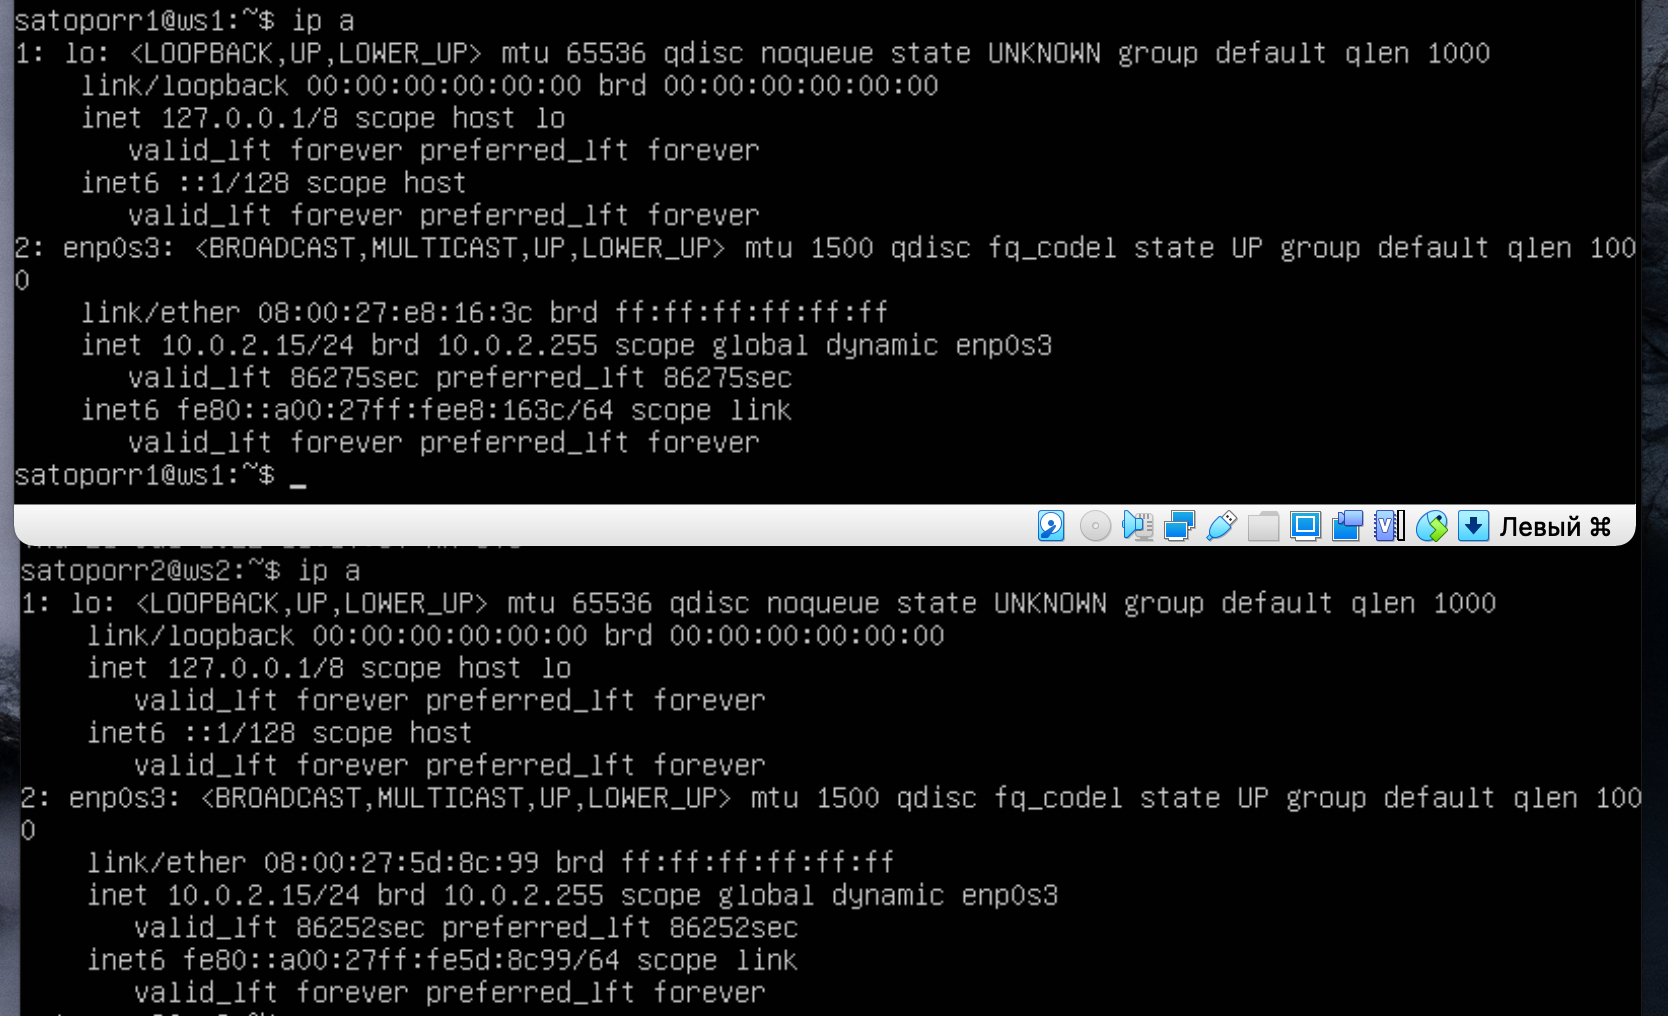 satoporr1@ws1:~$ ip a
1: lo: <LOOPBACK,UP,LOWER_UP> mtu 65536 qdisc noqueue state UNKNOWN group default qlen 1000
link/loopback 00:00:00:00:00:00 brd 00:00:00:00:00:00
inet 127.0.0.1/8 scope host lo
valid_lft forever preferred_lft forever
inet6 ::1/128 scope host
valid_lft forever preferred_lft forever
2: enp0s3: <BROADCAST,MULTICAST,UP,LOWER_UP> mtu 1500 qdisc fq_codel state UP group default qlen 100
0
link/ether 08:00:27:e8:16:3c brd ff:ff:ff:ff:ff:ff
inet 10.0.2.15/24 brd 10.0.2.255 scope global dynamic enp0s3
valid_lft 86275sec preferred_lft 86275sec
inet6 fe80::a00:27ff:fee8:163c/64 scope link
valid_lft forever preferred_lft forever
satoporr1@ws1:~$ _
Левый ⌘
satoporr2@ws2:~$ ip a
1: lo: <LOOPBACK,UP,LOWER_UP> mtu 65536 qdisc noqueue state UNKNOWN group default qlen 1000
link/loopback 00:00:00:00:00:00 brd 00:00:00:00:00:00
inet 127.0.0.1/8 scope host lo
valid_lft forever preferred_lft forever
inet6 ::1/128 scope host
valid_lft forever preferred_lft forever
2: enp0s3: <BROADCAST,MULTICAST,UP,LOWER_UP> mtu 1500 qdisc fq_codel state UP group default qlen 100
0
link/ether 08:00:27:5d:8c:99 brd ff:ff:ff:ff:ff:ff
inet 10.0.2.15/24 brd 10.0.2.255 scope global dynamic enp0s3
valid_lft 86252sec preferred_lft 86252sec
inet6 fe80::a00:27ff:fe5d:8c99/64 scope link
valid_lft forever preferred_lft forever